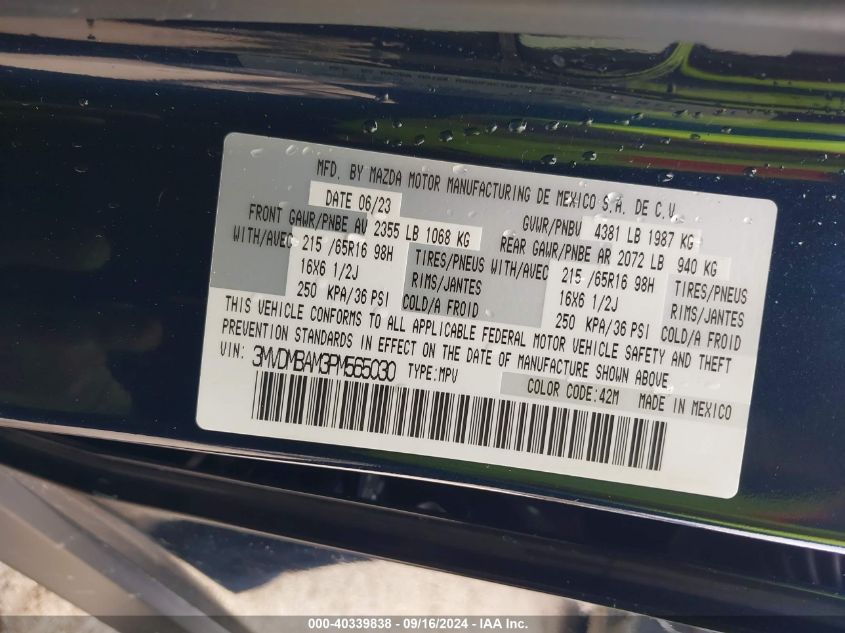 MFD. BY MAZDA MOTOR MANUFACTURING DE MEXICO S.A. DE C.V.
DATE 06/23 GVWR/PNBV 4381 LB 1987 KG
FRONT GAWR/PNBE AV 2355 LB 1068 KG REAR GAWR/PNBE AR 2072 LB 940 KG
WITH/AVEC 215 /65R16 98H TIRES/PNEUS WITH/AVEC 215 /65R16 98H TIRES/PNEUS
16X6 1/2J RIMS/JANTES 16X6 1/2J RIMS/JANTES
250 KPA/36 PSI COLD/A FROID 250 KPA/36 PSI COLD/A FROID
THIS VEHICLE CONFORMS TO ALL APPLICABLE FEDERAL MOTOR VEHICLE SAFETY AND THEFT
PREVENTION STANDARDS IN EFFECT ON THE DATE OF MANUFACTURE SHOWN ABOVE.
VIN: 3MVDMBAM3PM565030 TYPE:MPV
COLOR CODE:42M MADE IN MEXICO
000-40339838 - 09/16/2024 - IAA Inc.